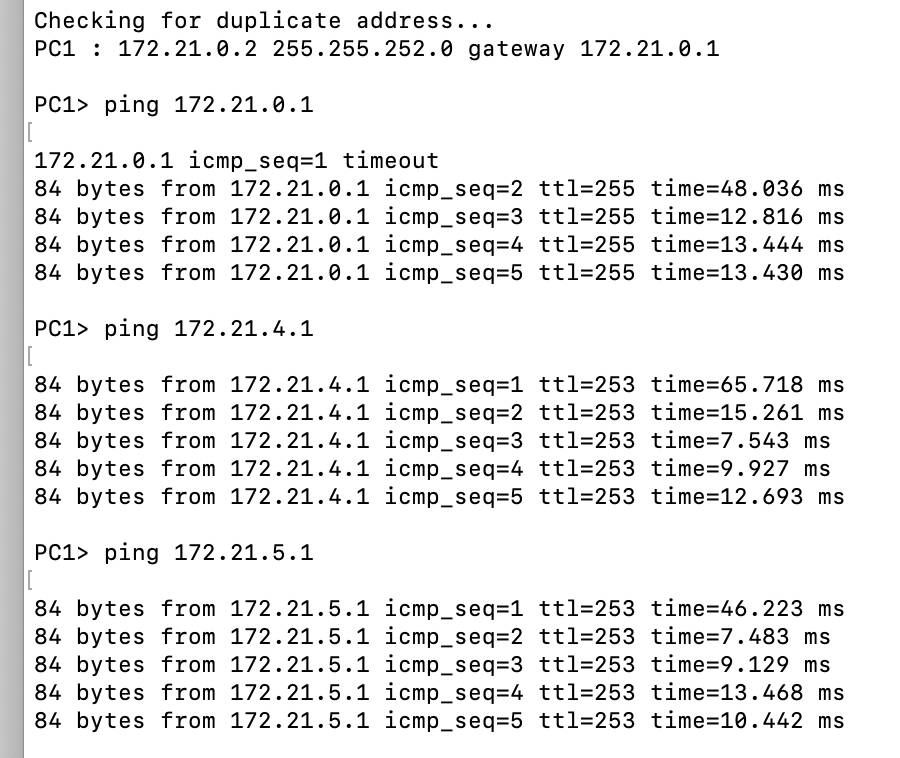 Checking for duplicate address...
PC1 : 172.21.0.2 255.255.252.0 gateway 172.21.0.1
PC1> ping 172.21.0.1
[
172.21.0.1 icmp_seq=1 timeout
84 bytes from 172.21.0.1 icmp_seq=2 ttl=255 time=48.036 ms
84 bytes from 172.21.0.1 icmp_seq=3 ttl=255 time=12.816 ms
84 bytes from 172.21.0.1 icmp_seq=4 ttl=255 time=13.444 ms
84 bytes from 172.21.0.1 icmp_seq=5 ttl=255 time=13.430 ms
PC1> ping 172.21.4.1
[
84 bytes from 172.21.4.1 icmp_seq=1 ttl=253 time=65.718 ms
84 bytes from 172.21.4.1 icmp_seq=2 ttl=253 time=15.261 ms
84 bytes from 172.21.4.1 icmp_seq=3 ttl=253 time=7.543 ms
84 bytes from 172.21.4.1 icmp_seq=4 ttl=253 time=9.927 ms
84 bytes from 172.21.4.1 icmp_seq=5 ttl=253 time=12.693 ms
PC1> ping 172.21.5.1
[
84 bytes from 172.21.5.1 icmp_seq=1 ttl=253 time=46.223 ms
84 bytes from 172.21.5.1 icmp_seq=2 ttl=253 time=7.483 ms
84 bytes from 172.21.5.1 icmp_seq=3 ttl=253 time=9.129 ms
84 bytes from 172.21.5.1 icmp_seq=4 ttl=253 time=13.468 ms
84 bytes from 172.21.5.1 icmp_seq=5 ttl=253 time=10.442 ms